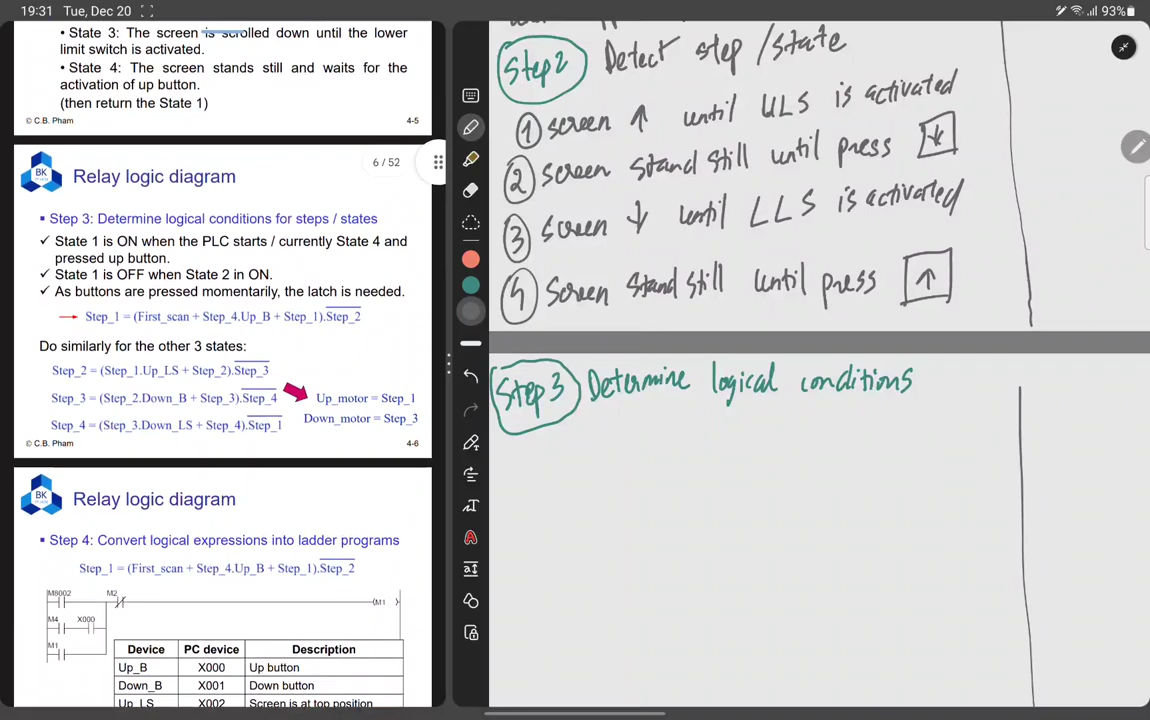 19:31 Tue, Dec 20
93%
• State 3: The screen is scrolled down until the lower
limit switch is activated.
• State 4: The screen stands still and waits for the
activation of up button.
(then return the State 1)
© C.B. Pham
4-5
BK
Relay logic diagram
6 / 52
▪ Step 3: Determine logical conditions for steps / states
✓ State 1 is ON when the PLC starts / currently State 4 and
pressed up button.
✓ State 1 is OFF when State 2 in ON.
✓ As buttons are pressed momentarily, the latch is needed.
Step_1 = (First_scan + Step_4.Up_B + Step_1).S̅t̅e̅p̅_̅2̅
Do similarly for the other 3 states:
Step_2 = (Step_1.Up_LS + Step_2).S̅t̅e̅p̅_̅3̅
Step_3 = (Step_2.Down_B + Step_3).S̅t̅e̅p̅_̅4̅
Up_motor = Step_1
Step_4 = (Step_3.Down_LS + Step_4).S̅t̅e̅p̅_̅1̅
Down_motor = Step_3
© C.B. Pham
4-6
BK
Relay logic diagram
▪ Step 4: Convert logical expressions into ladder programs
Step_1 = (First_scan + Step_4.Up_B + Step_1).S̅t̅e̅p̅_̅2̅
M8002 M2
(M1 )
M4 X000
M1
Device PC device Description
Up_B X000 Up button
Down_B X001 Down button
Up_LS X002 Screen is at top position
Step2 Detect step / state
① screen ↑ until ULS is activated
② screen stand still until press ↓
③ screen ↓ until LLS is activated
④ screen stand still until press ↑
Step 3 Determine logical conditions